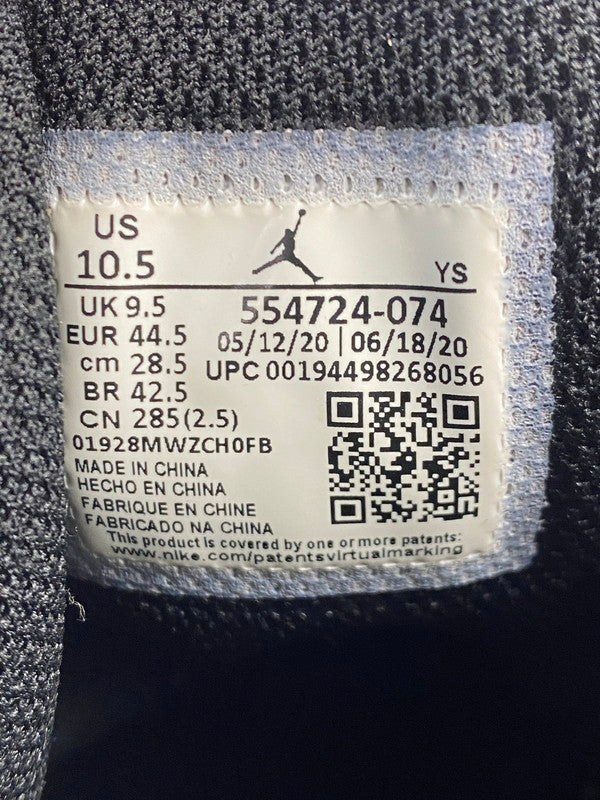 US
10.5
YS
UK 9.5
EUR 44.5
cm 28.5
BR 42.5
CN 285(2.5)
554724-074
05/12/20 | 06/18/20
UPC 00194498268056
01928MWZCH0FB
MADE IN CHINA
HECHO EN CHINA
FABRIQUE EN CHINE
FABRICADO NA CHINA
This product is covered by one or more patents:
www.nike.com/patentsvirtualmarking